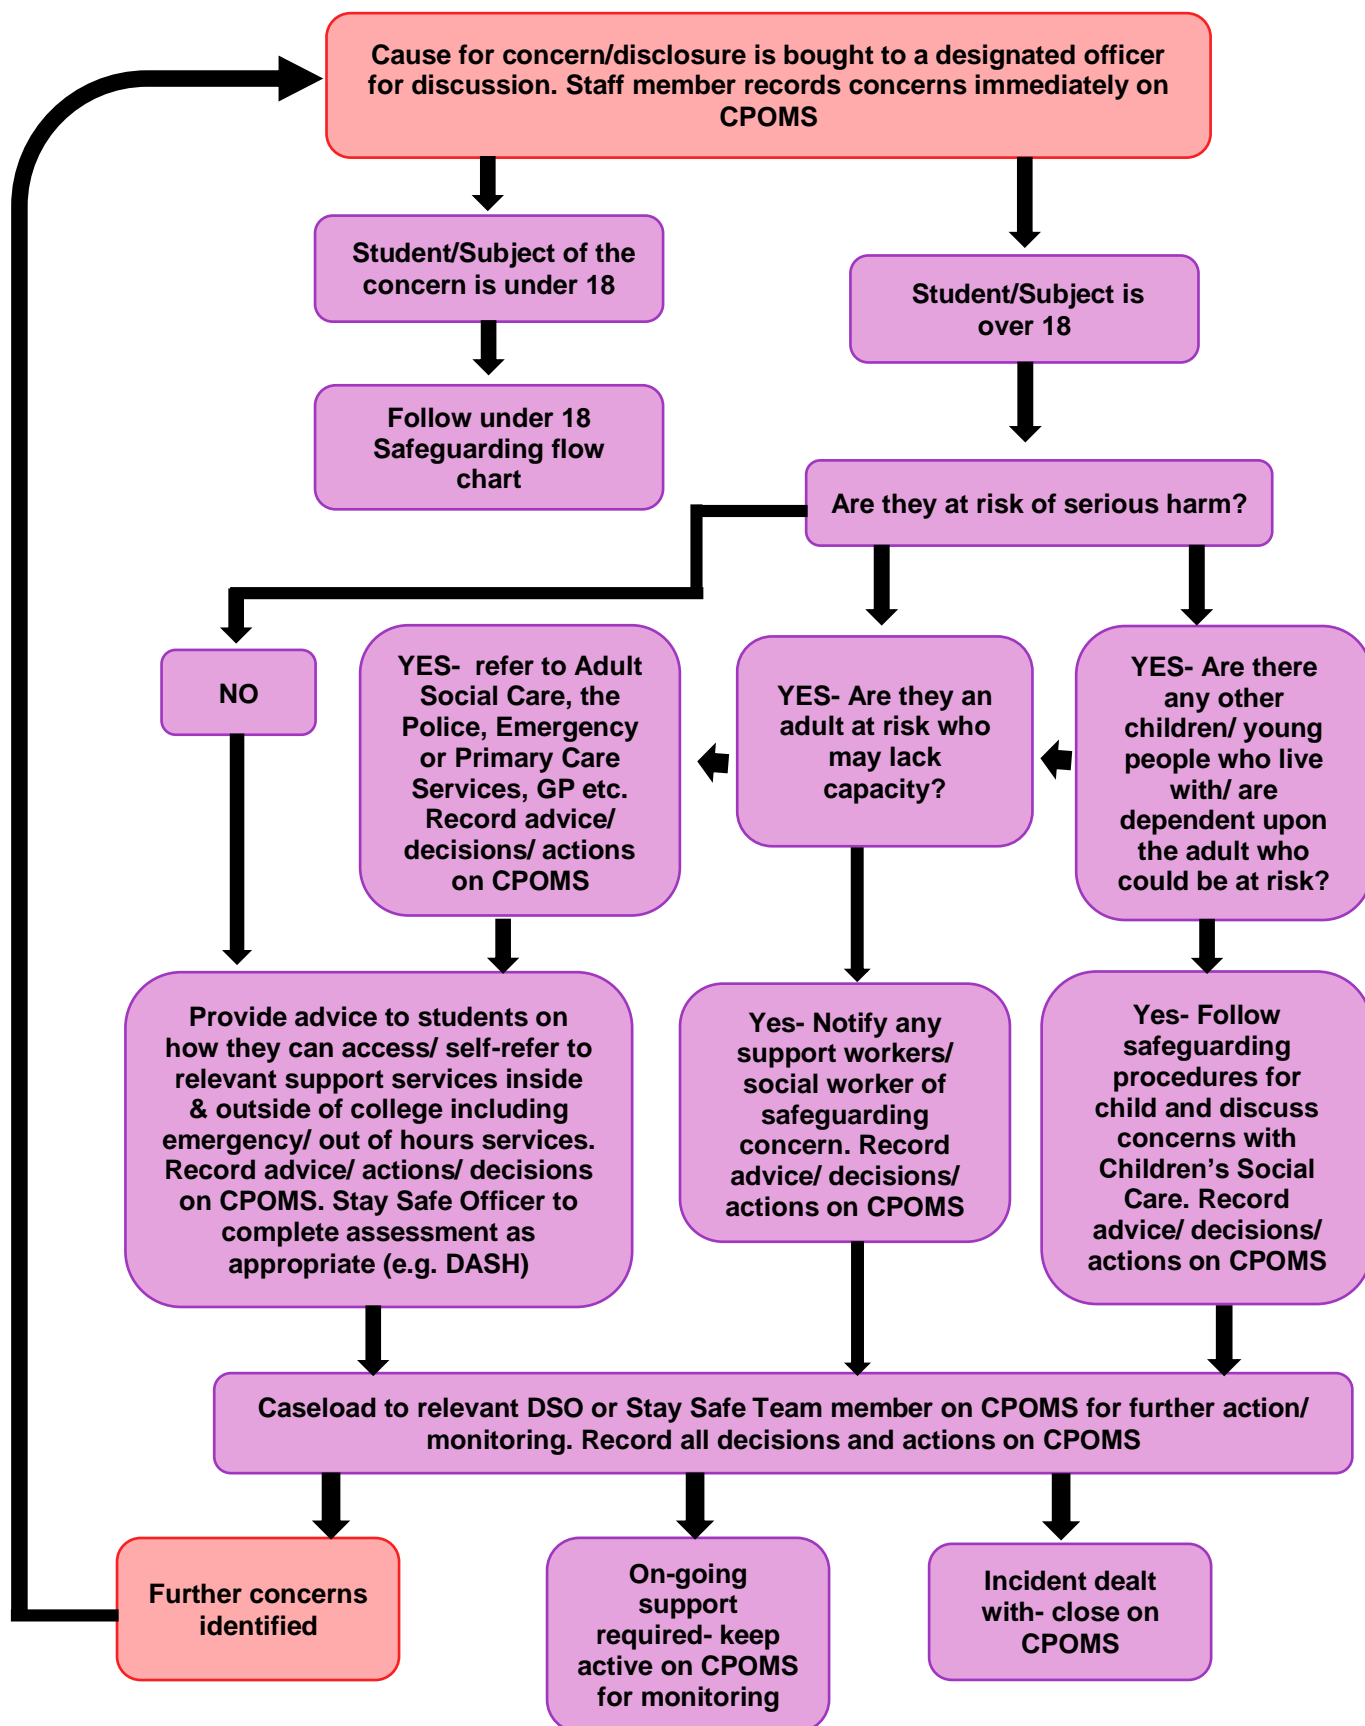 Cause for concern/disclosure is bought to a designated officer
for discussion. Staff member records concerns immediately on
CPOMS
Student/Subject of the
concern is under 18
Student/Subject is
over 18
Follow under 18
Safeguarding flow
chart
Are they at risk of serious harm?
NO
YES- refer to Adult
Social Care, the
Police, Emergency
or Primary Care
Services, GP etc.
Record advice/
decisions/ actions
on CPOMS
YES- Are they an
adult at risk who
may lack
capacity?
YES- Are there
any other
children/ young
people who live
with/ are
dependent upon
the adult who
could be at risk?
Provide advice to students on
how they can access/ self-refer to
relevant support services inside
& outside of college including
emergency/ out of hours services.
Record advice/ actions/ decisions
on CPOMS. Stay Safe Officer to
complete assessment as
appropriate (e.g. DASH)
Yes- Notify any
support workers/
social worker of
safeguarding
concern. Record
advice/ decisions/
actions on CPOMS
Yes- Follow
safeguarding
procedures for
child and discuss
concerns with
Children’s Social
Care. Record
advice/ decisions/
actions on CPOMS
Caseload to relevant DSO or Stay Safe Team member on CPOMS for further action/
monitoring. Record all decisions and actions on CPOMS
Further concerns
identified
On-going
support
required- keep
active on CPOMS
for monitoring
Incident dealt
with- close on
CPOMS